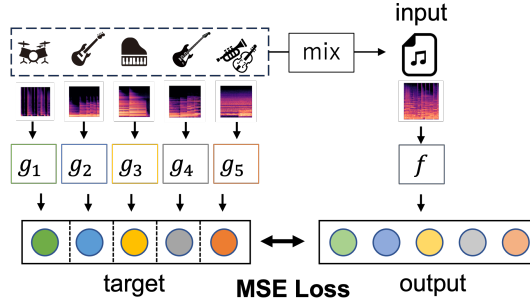 input
mix
g₁ g₂ g₃ g₄ g₅ f
target MSE Loss output